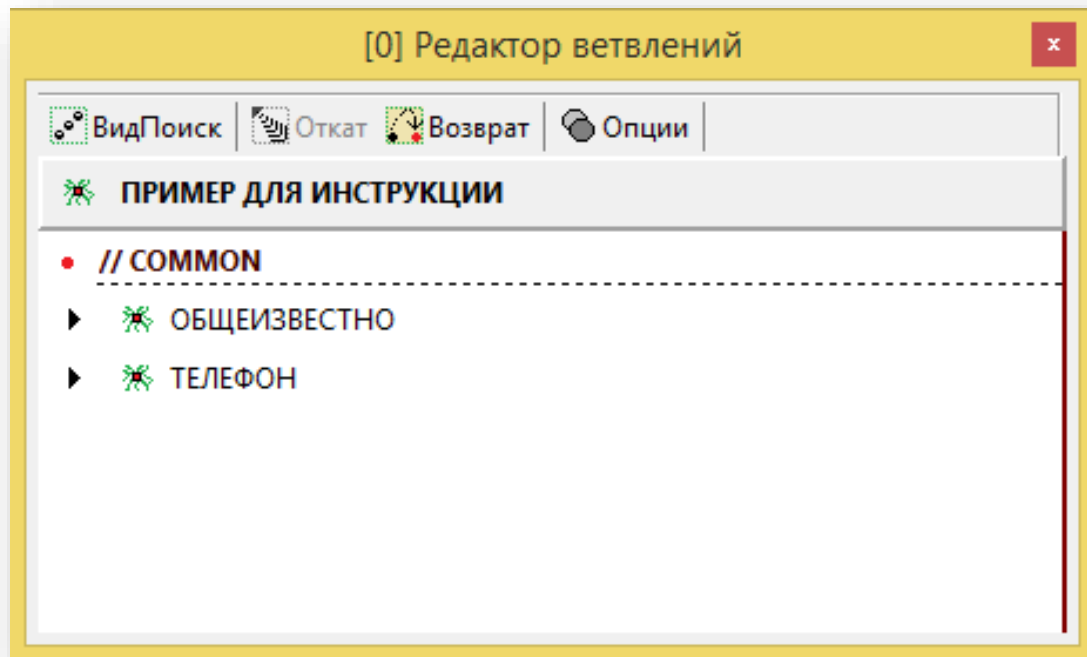 [0] Редактор ветвлений
x
ВидПоиск Откат Возврат Опции
ПРИМЕР ДЛЯ ИНСТРУКЦИИ
// COMMON
ОБЩЕИЗВЕСТНО
ТЕЛЕФОН